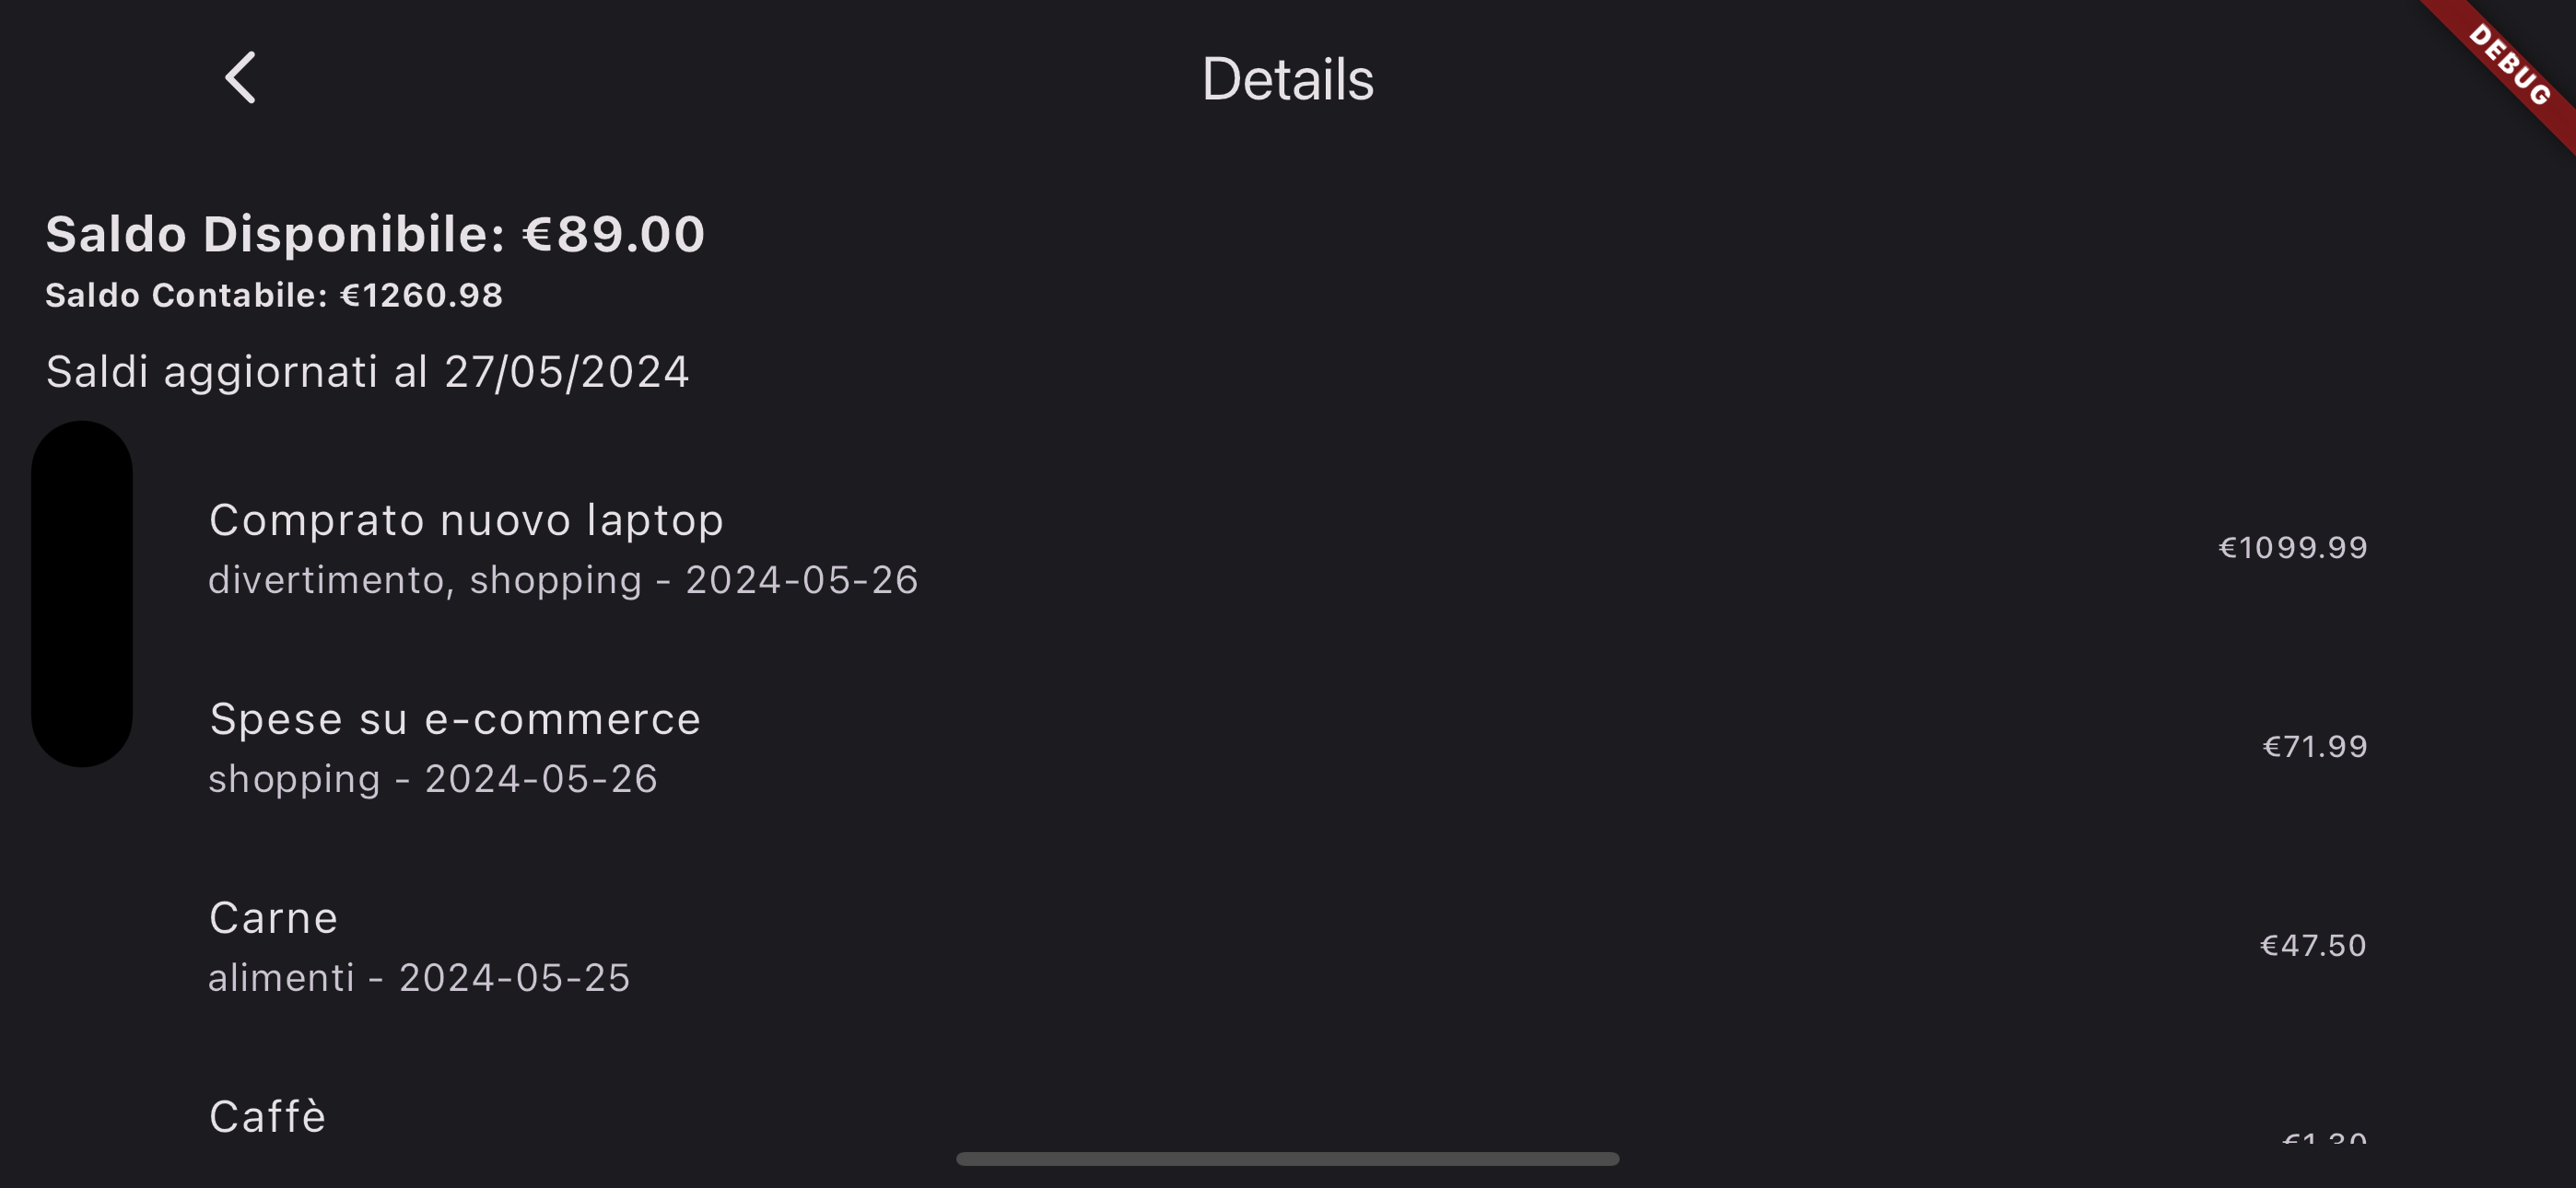 Details
DEBUG
Saldo Disponibile: €89.00
Saldo Contabile: €1260.98
Saldi aggiornati al 27/05/2024
Comprato nuovo laptop
€1099.99
divertimento, shopping - 2024-05-26
Spese su e-commerce
€71.99
shopping - 2024-05-26
Carne
€47.50
alimenti - 2024-05-25
Caffè